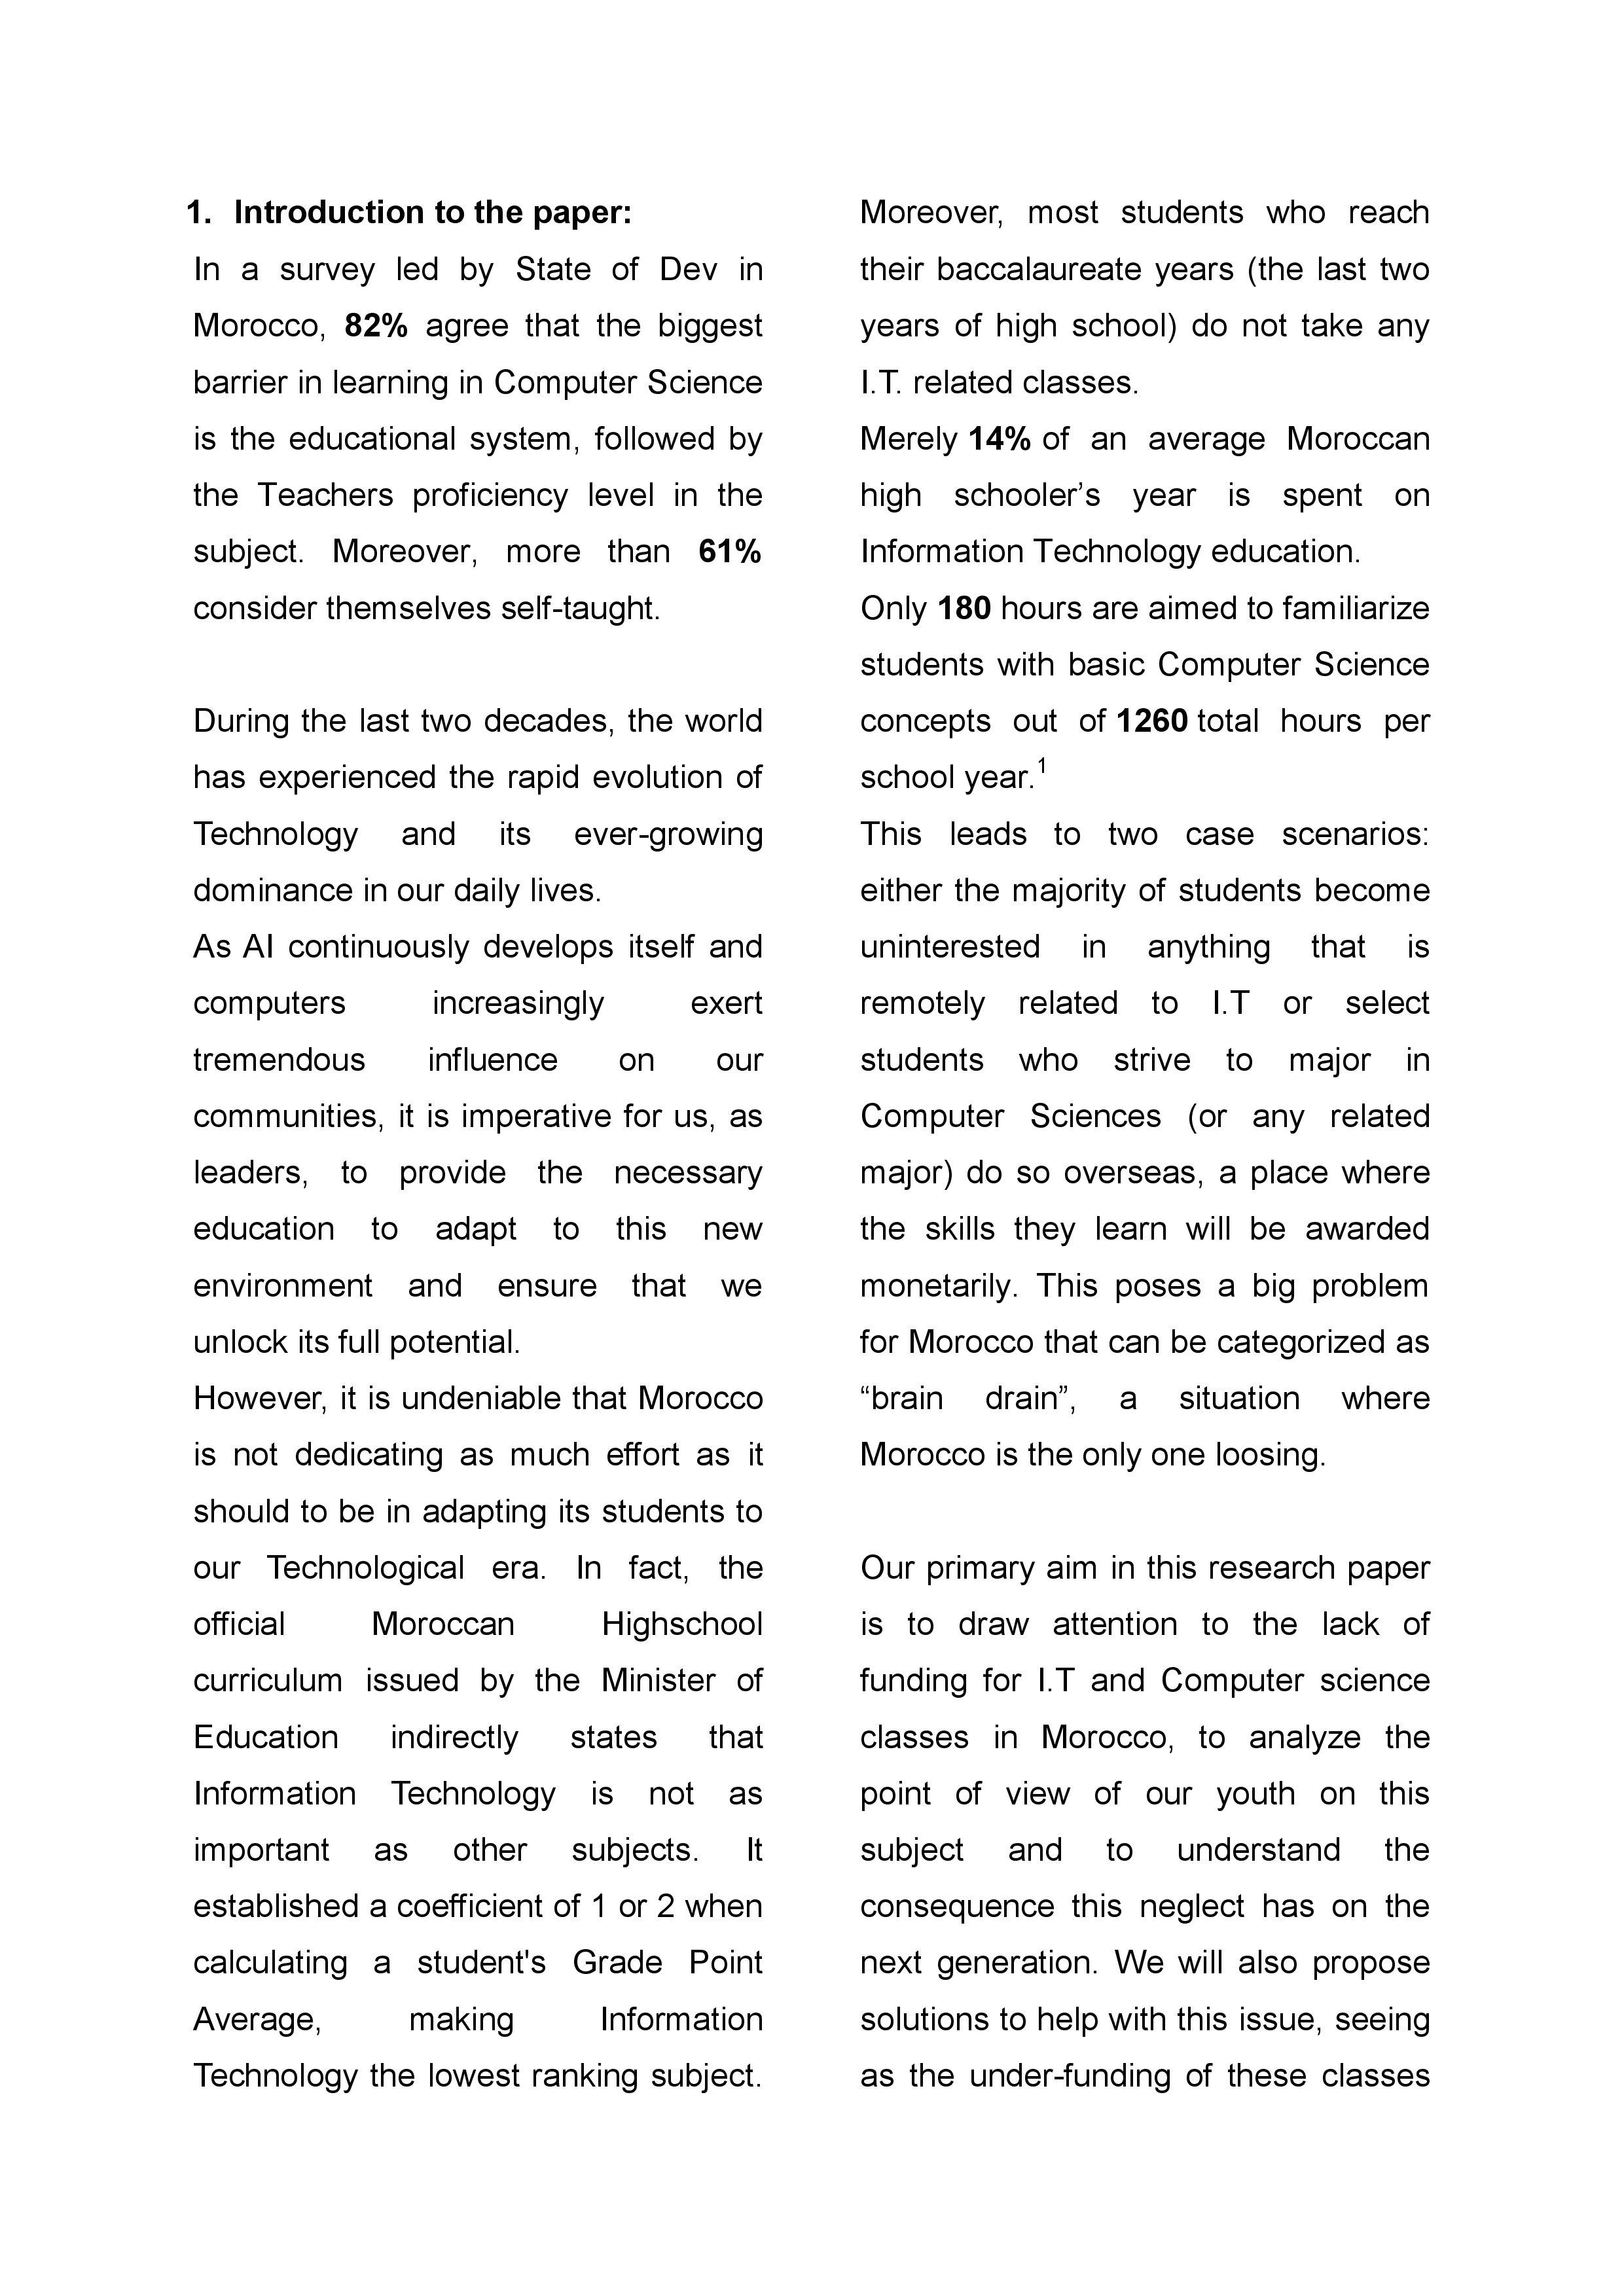 1. Introduction to the paper:
In a survey led by State of Dev in
Morocco, 82% agree that the biggest
barrier in learning in Computer Science
is the educational system, followed by
the Teachers proficiency level in the
subject. Moreover, more than 61%
consider themselves self-taught.
During the last two decades, the world
has experienced the rapid evolution of
Technology and its ever-growing
dominance in our daily lives.
As AI continuously develops itself and
computers increasingly exert
tremendous influence on our
communities, it is imperative for us, as
leaders, to provide the necessary
education to adapt to this new
environment and ensure that we
unlock its full potential.
However, it is undeniable that Morocco
is not dedicating as much effort as it
should to be in adapting its students to
our Technological era. In fact, the
official Moroccan Highschool
curriculum issued by the Minister of
Education indirectly states that
Information Technology is not as
important as other subjects. It
established a coefficient of 1 or 2 when
calculating a student's Grade Point
Average, making Information
Technology the lowest ranking subject.
Moreover, most students who reach
their baccalaureate years (the last two
years of high school) do not take any
I.T. related classes.
Merely 14% of an average Moroccan
high schooler’s year is spent on
Information Technology education.
Only 180 hours are aimed to familiarize
students with basic Computer Science
concepts out of 1260 total hours per
school year.1
This leads to two case scenarios:
either the majority of students become
uninterested in anything that is
remotely related to I.T or select
students who strive to major in
Computer Sciences (or any related
major) do so overseas, a place where
the skills they learn will be awarded
monetarily. This poses a big problem
for Morocco that can be categorized as
“brain drain”, a situation where
Morocco is the only one loosing.
Our primary aim in this research paper
is to draw attention to the lack of
funding for I.T and Computer science
classes in Morocco, to analyze the
point of view of our youth on this
subject and to understand the
consequence this neglect has on the
next generation. We will also propose
solutions to help with this issue, seeing
as the under-funding of these classes